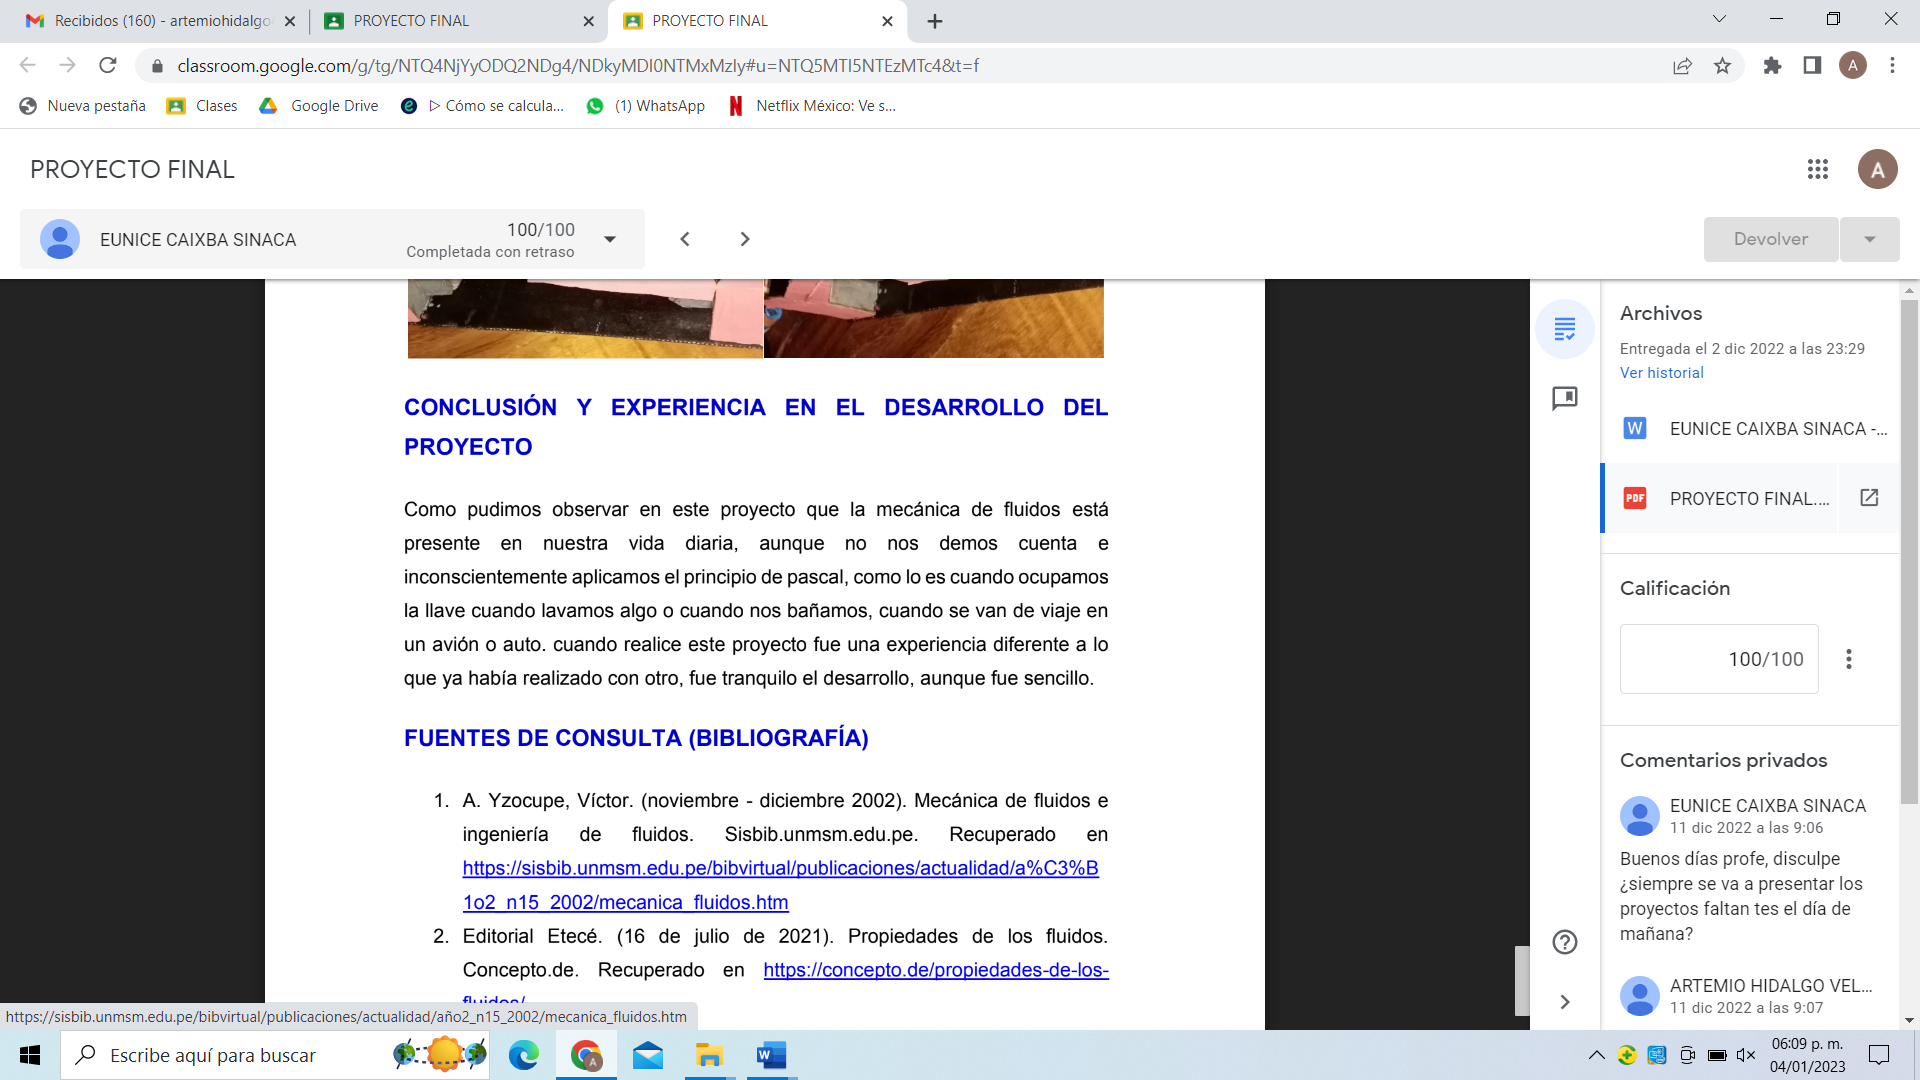 Recibidos (160) - artemiohidalgo
PROYECTO FINAL
PROYECTO FINAL
classroom.google.com/g/tg/NTQ4NjYyODQ2NDg4/NDkyMDI0NTMxMzIy#u=NTQ5MTI5NTEzMTc4&t=f
A
Nueva pestaña
Clases
Google Drive
▷ Cómo se calcula...
(1) WhatsApp
Netflix México: Ve s...
PROYECTO FINAL
A
EUNICE CAIXBA SINACA
100/100
Completada con retraso
Devolver
CONCLUSIÓN Y EXPERIENCIA EN EL DESARROLLO DEL
PROYECTO
Como pudimos observar en este proyecto que la mecánica de fluidos está
presente en nuestra vida diaria, aunque no nos demos cuenta e
inconscientemente aplicamos el principio de pascal, como lo es cuando ocupamos
la llave cuando lavamos algo o cuando nos bañamos, cuando se van de viaje en
un avión o auto. cuando realice este proyecto fue una experiencia diferente a lo
que ya había realizado con otro, fue tranquilo el desarrollo, aunque fue sencillo.
FUENTES DE CONSULTA (BIBLIOGRAFÍA)
1. A. Yzocupe, Víctor. (noviembre - diciembre 2002). Mecánica de fluidos e
ingeniería de fluidos. Sisbib.unmsm.edu.pe. Recuperado en
https://sisbib.unmsm.edu.pe/bibvirtual/publicaciones/actualidad/a%C3%B
1o2_n15_2002/mecanica_fluidos.htm
2. Editorial Etecé. (16 de julio de 2021). Propiedades de los fluidos.
Concepto.de. Recuperado en https://concepto.de/propiedades-de-los-
fluidos/
Archivos
Entregada el 2 dic 2022 a las 23:29
Ver historial
W EUNICE CAIXBA SINACA -...
PDF PROYECTO FINAL....
Calificación
100/100
Comentarios privados
EUNICE CAIXBA SINACA
11 dic 2022 a las 9:06
Buenos días profe, disculpe
¿siempre se va a presentar los
proyectos faltan tes el día de
mañana?
ARTEMIO HIDALGO VEL...
11 dic 2022 a las 9:07
https://sisbib.unmsm.edu.pe/bibvirtual/publicaciones/actualidad/año2_n15_2002/mecanica_fluidos.htm
Escribe aquí para buscar
06:09 p. m.
04/01/2023